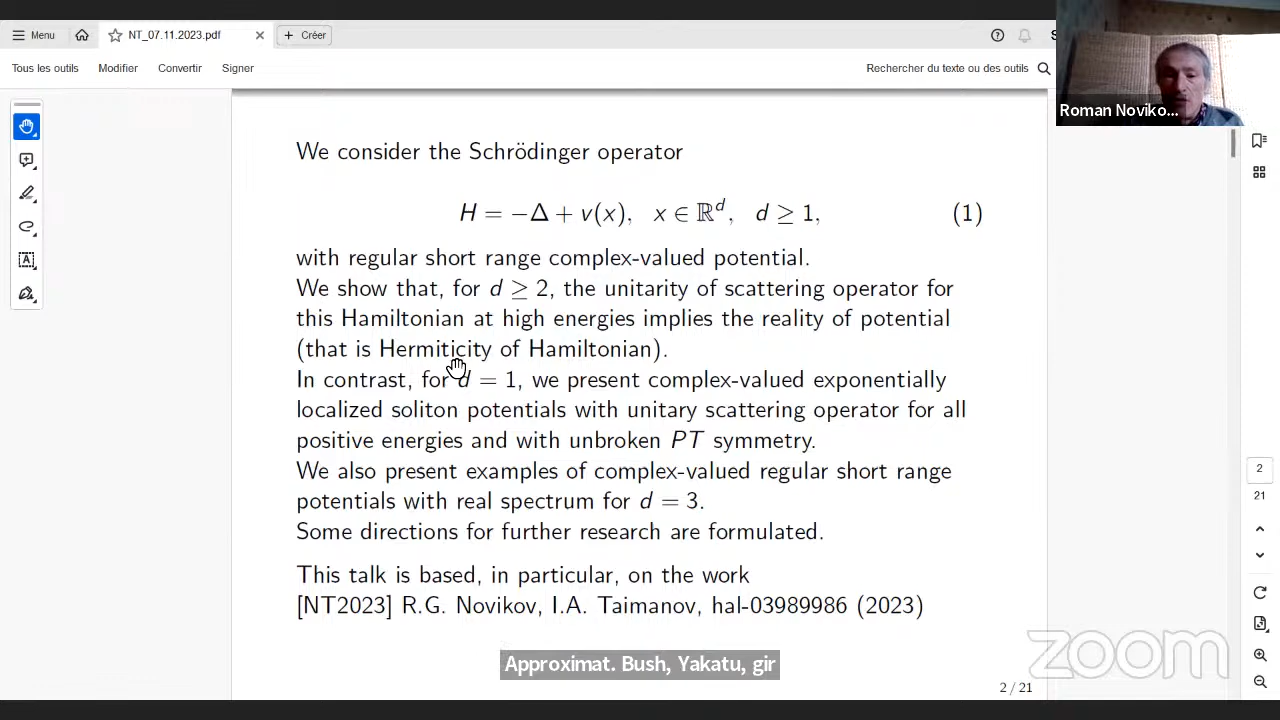 Menu
NT_07.11.2023.pdf
Créer
Tous les outils
Modifier
Convertir
Signer
Rechercher du texte ou des outils
Roman Noviko...
We consider the Schrödinger operator
H = −Δ + v(x), x ∈ ℝᵈ, d ≥ 1, (1)
with regular short range complex-valued potential.
We show that, for d ≥ 2, the unitarity of scattering operator for
this Hamiltonian at high energies implies the reality of potential
(that is Hermiticity of Hamiltonian).
In contrast, for d = 1, we present complex-valued exponentially
localized soliton potentials with unitary scattering operator for all
positive energies and with unbroken PT symmetry.
We also present examples of complex-valued regular short range
potentials with real spectrum for d = 3.
Some directions for further research are formulated.
This talk is based, in particular, on the work
[NT2023] R.G. Novikov, I.A. Taimanov, hal-03989986 (2023)
Approximat. Bush, Yakatu, gir
2 / 21
2
21
zoom